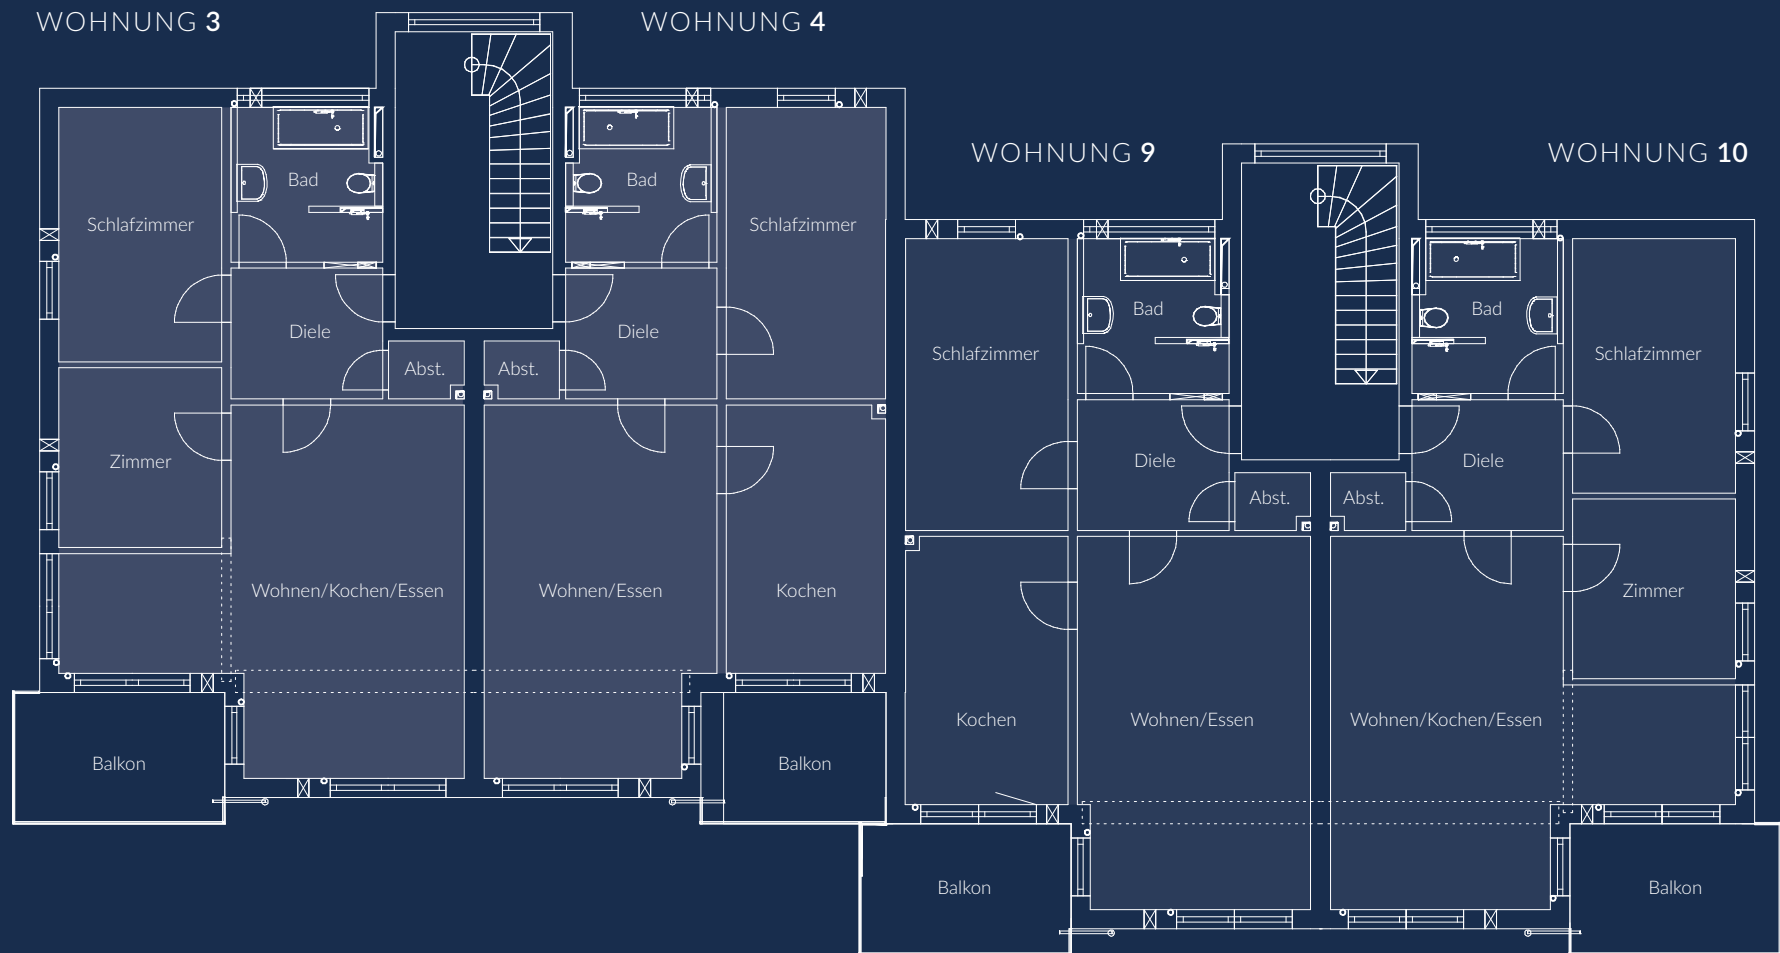 WOHNUNG 3
WOHNUNG 4
WOHNUNG 9
WOHNUNG 10
Bad
Bad
Schlafzimmer
Schlafzimmer
Diele
Diele
Abst.
Abst.
Zimmer
Wohnen/Kochen/Essen
Wohnen/Essen
Kochen
Balkon
Balkon
Bad
Bad
Schlafzimmer
Schlafzimmer
Diele
Diele
Abst.
Abst.
Zimmer
Kochen
Wohnen/Essen
Wohnen/Kochen/Essen
Balkon
Balkon